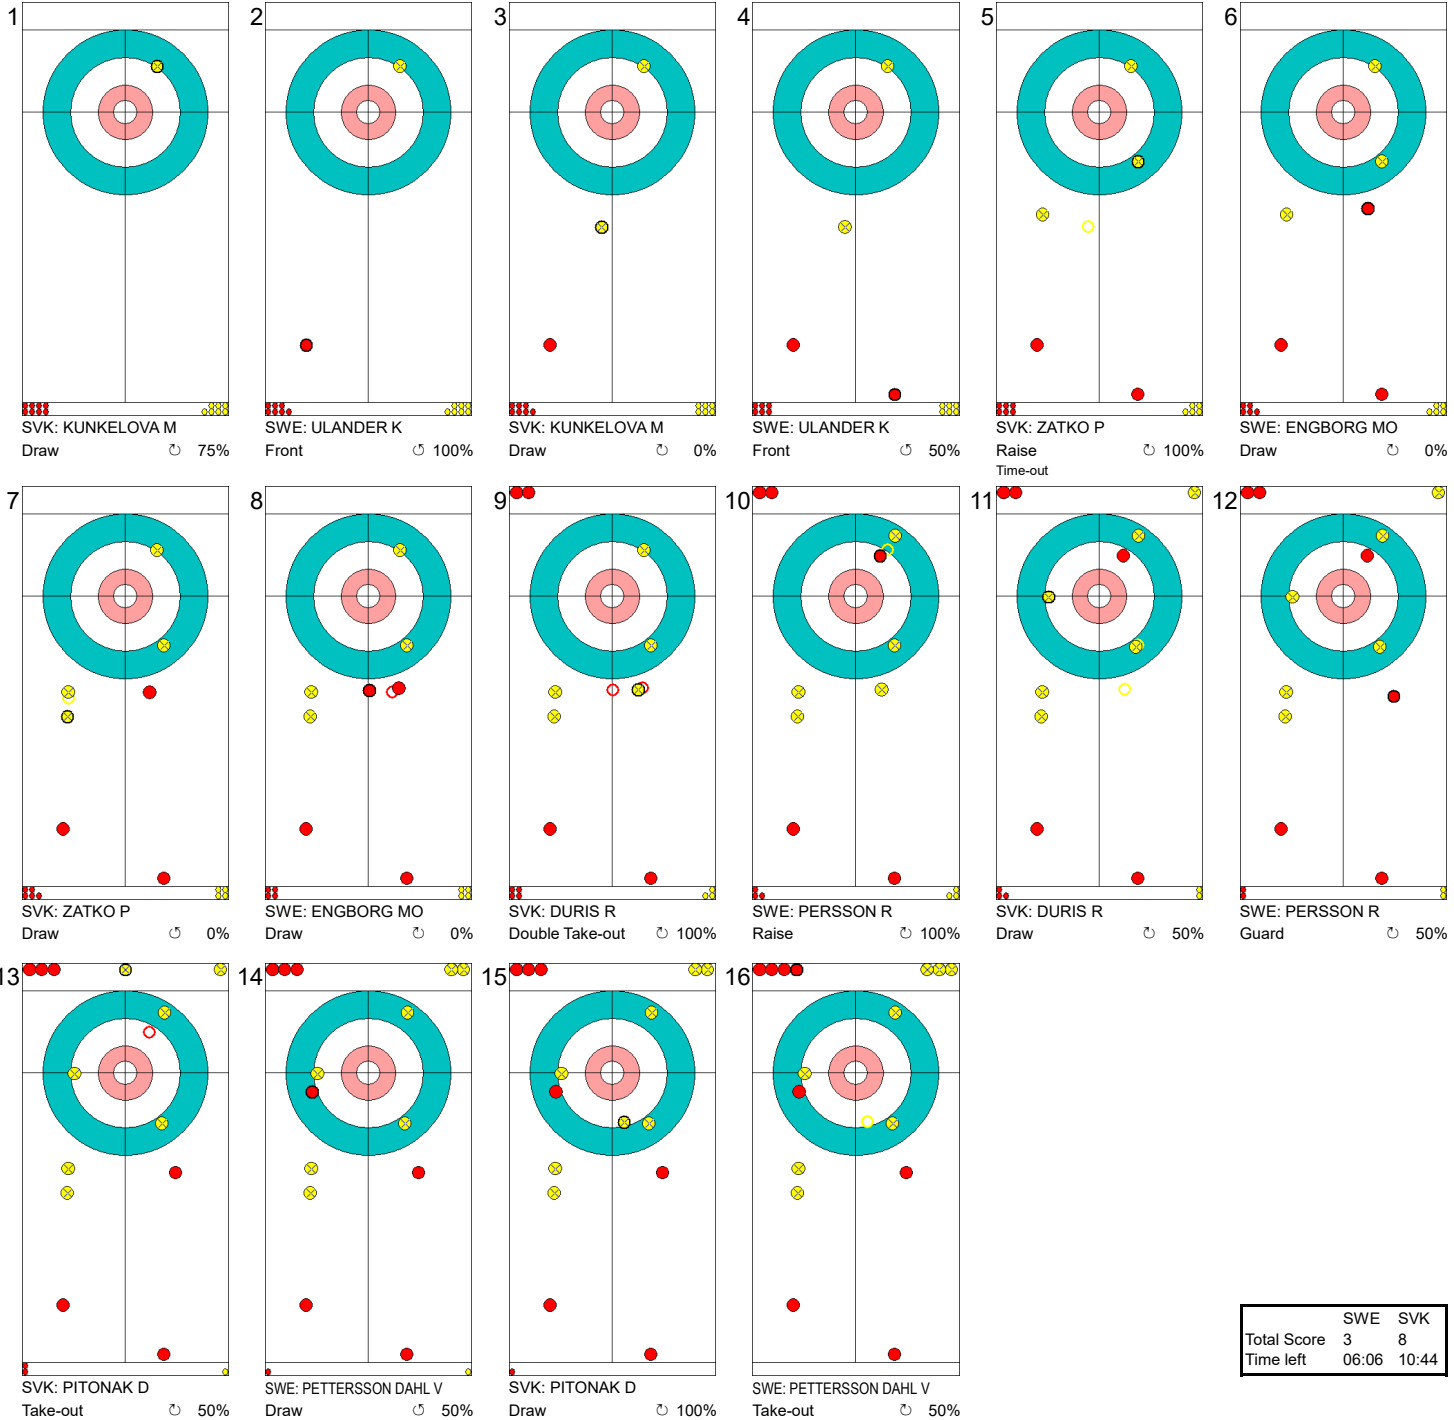 1
SVK: KUNKELOVA M
Draw ↻ 75%
2
SWE: ULANDER K
Front ↺ 100%
3
SVK: KUNKELOVA M
Draw ↻ 0%
4
SWE: ULANDER K
Front ↺ 50%
5
SVK: ZATKO P
Raise ↻ 100%
Time-out
6
SWE: ENGBORG MO
Draw ↻ 0%
7
SVK: ZATKO P
Draw ↺ 0%
8
SWE: ENGBORG MO
Draw ↺ 0%
9
SVK: DURIS R
Double Take-out ↻ 100%
10
SWE: PERSSON R
Raise ↻ 100%
11
SVK: DURIS R
Draw ↺ 50%
12
SWE: PERSSON R
Guard ↻ 50%
13
SVK: PITONAK D
Take-out ↻ 50%
14
SWE: PETTERSSON DAHL V
Draw ↺ 50%
15
SVK: PITONAK D
Draw ↻ 100%
16
SWE: PETTERSSON DAHL V
Take-out ↻ 50%
SWE SVK
Total Score 3 8
Time left 06:06 10:44